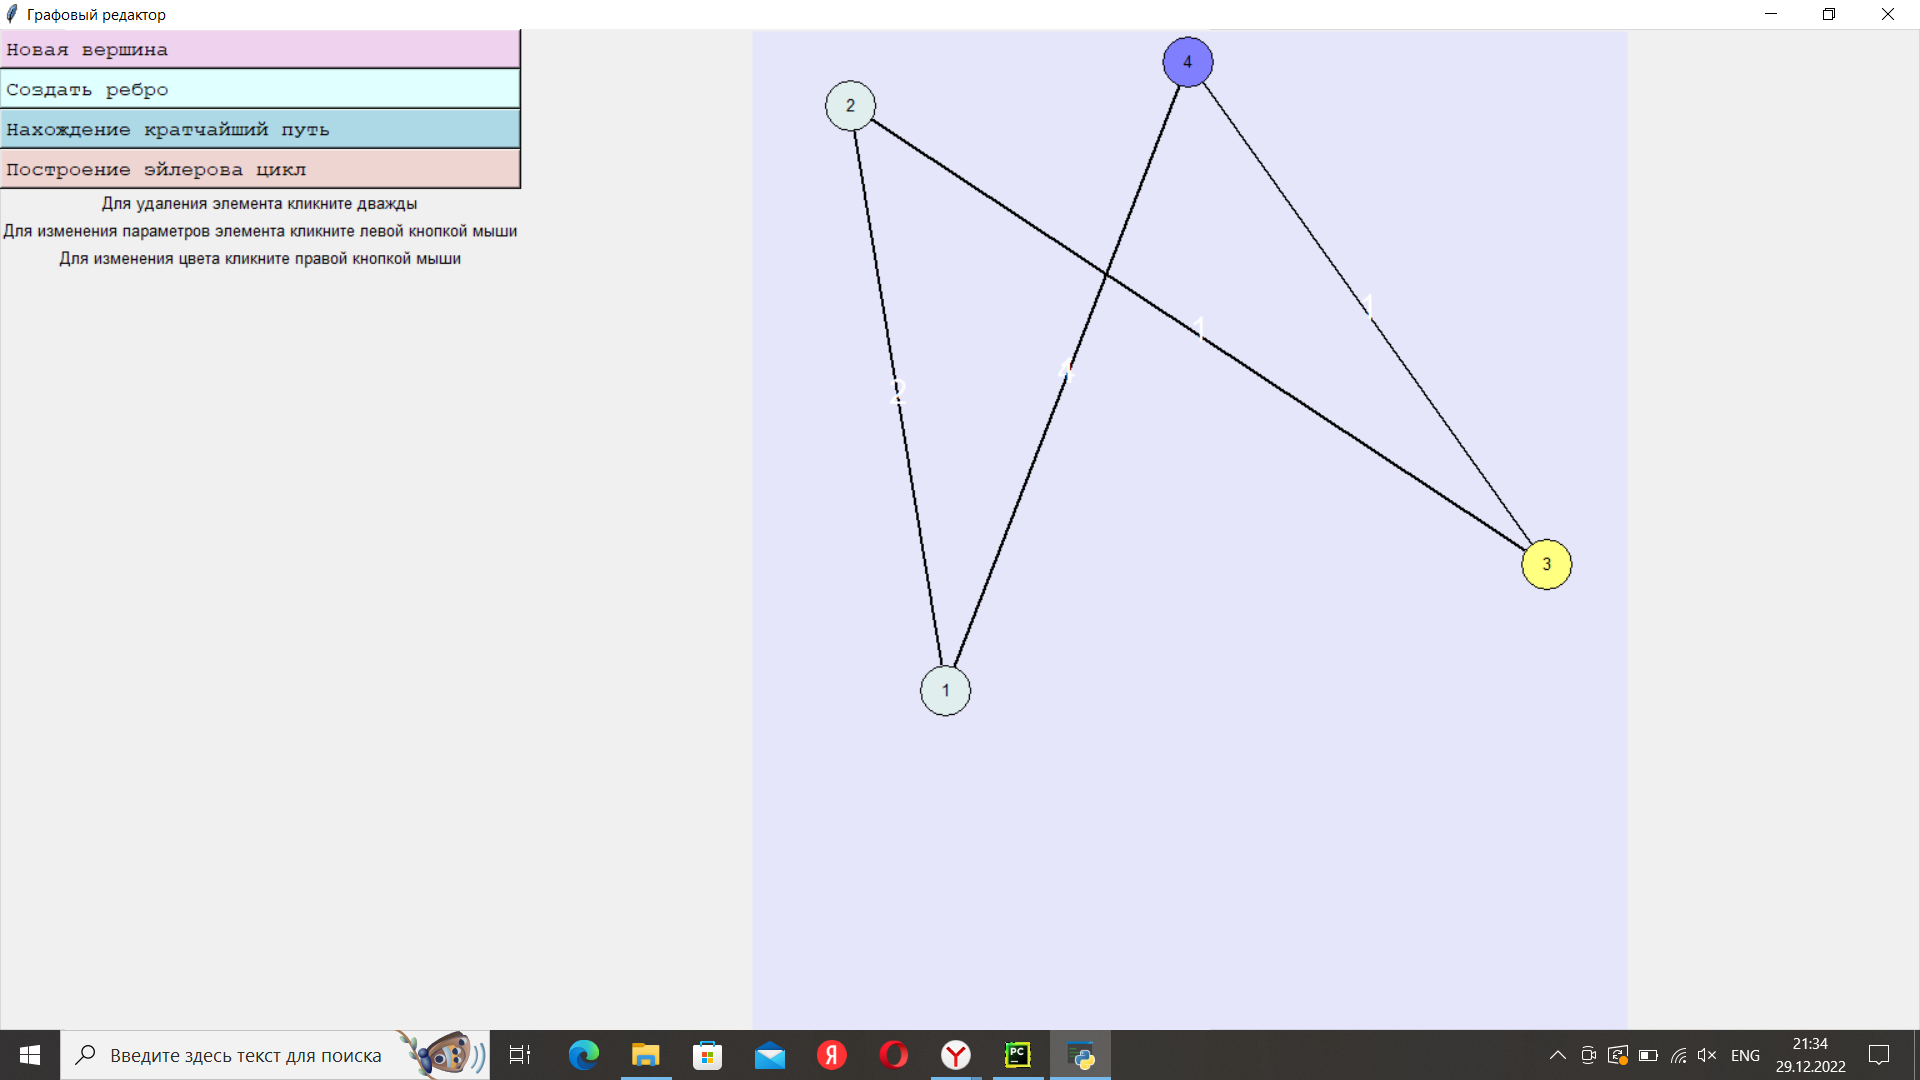 Графовый редактор
Новая вершина
Создать ребро
Нахождение кратчайший путь
Построение эйлерова цикл
Для удаления элемента кликните дважды
Для изменения параметров элемента кликните левой кнопкой мыши
Для изменения цвета кликните правой кнопкой мыши
4
2
1
1
4
2
3
1
Введите здесь текст для поиска
Я
Y
PC
ENG
21:34
29.12.2022